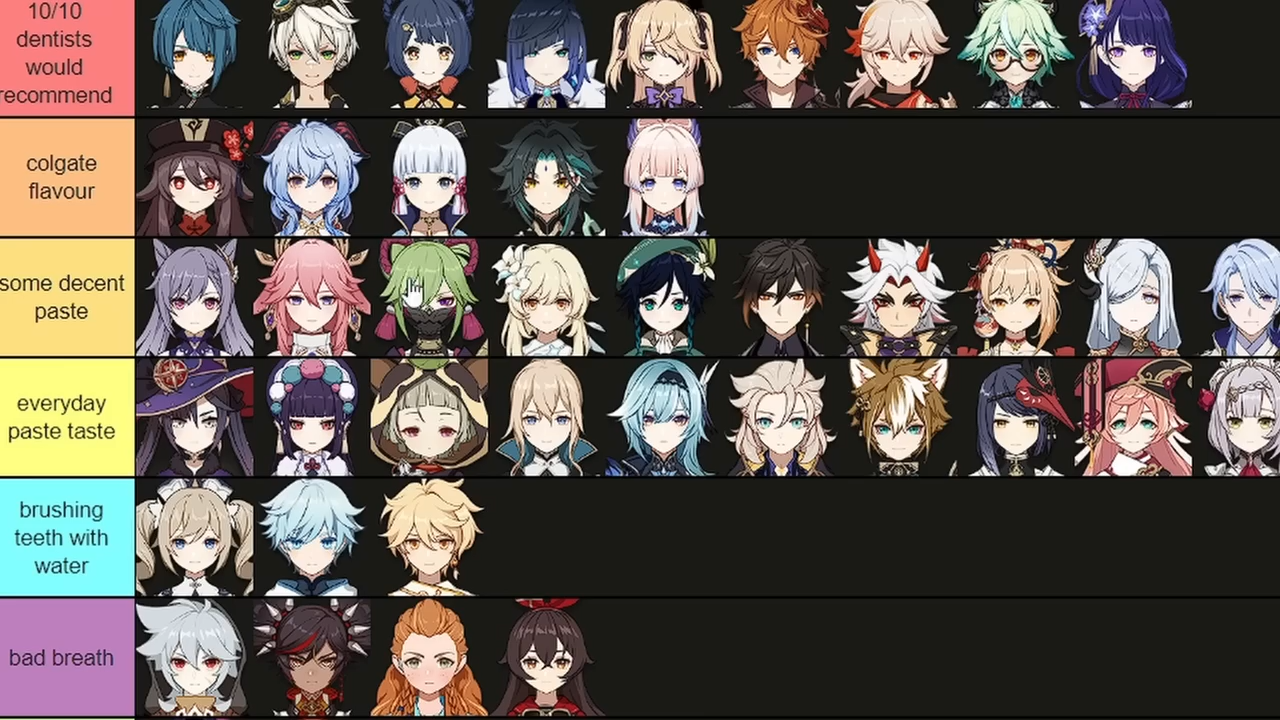 10/10
dentists
would
recommend
colgate
flavour
some decent
paste
everyday
paste taste
brushing
teeth with
water
bad breath